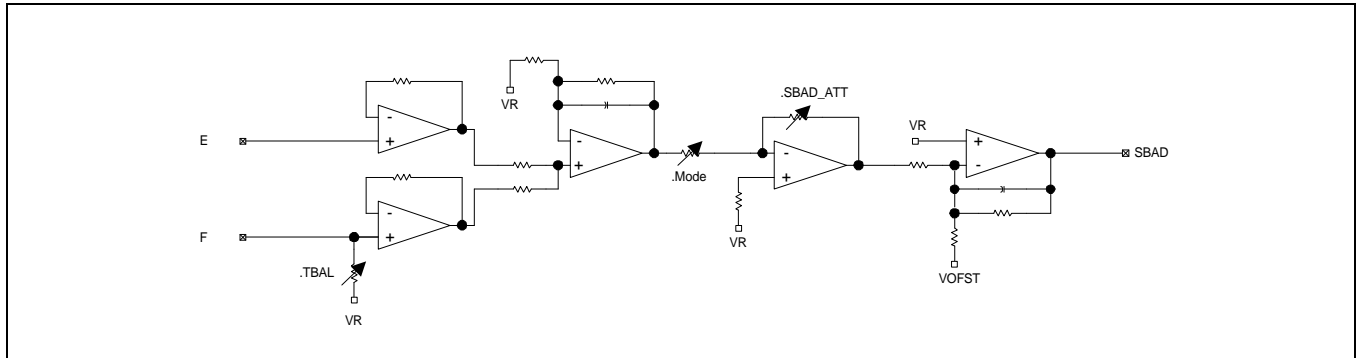 E
-
+
F
-
+
.TBAL
VR
VR
-
+
.Mode
.SBAD_ATT
-
+
VR
VR
+
-
SBAD
VOFST